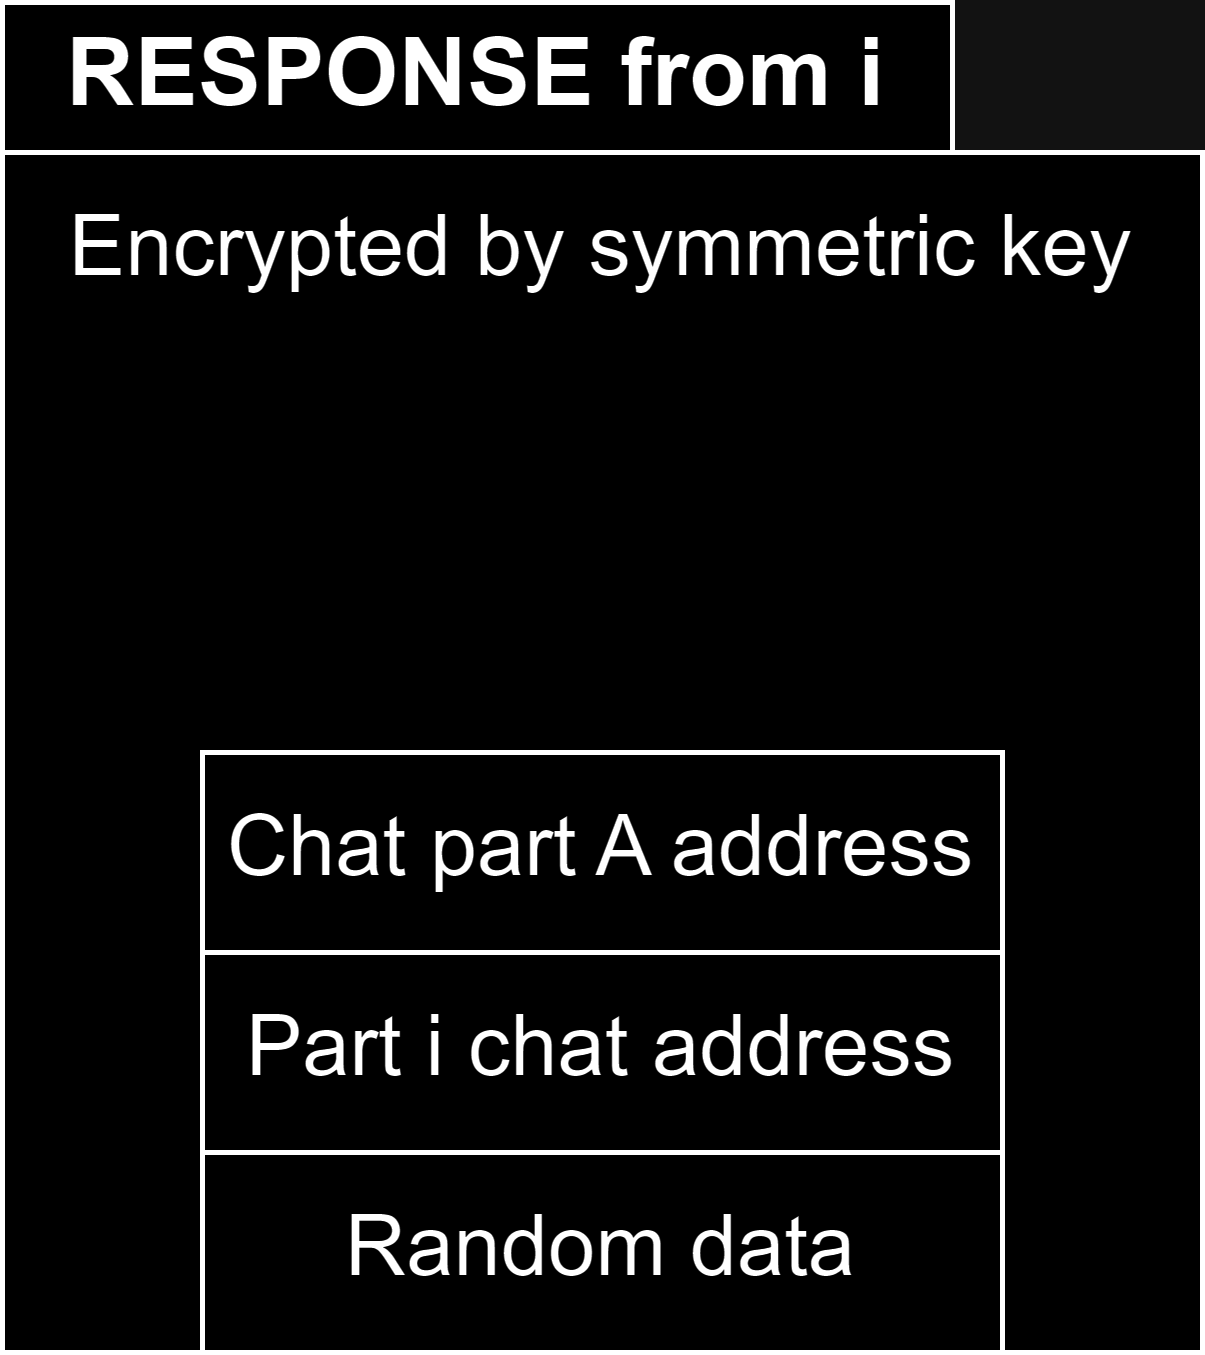 RESPONSE from i
Encrypted by symmetric key
Chat part A address
Part i chat address
Random data